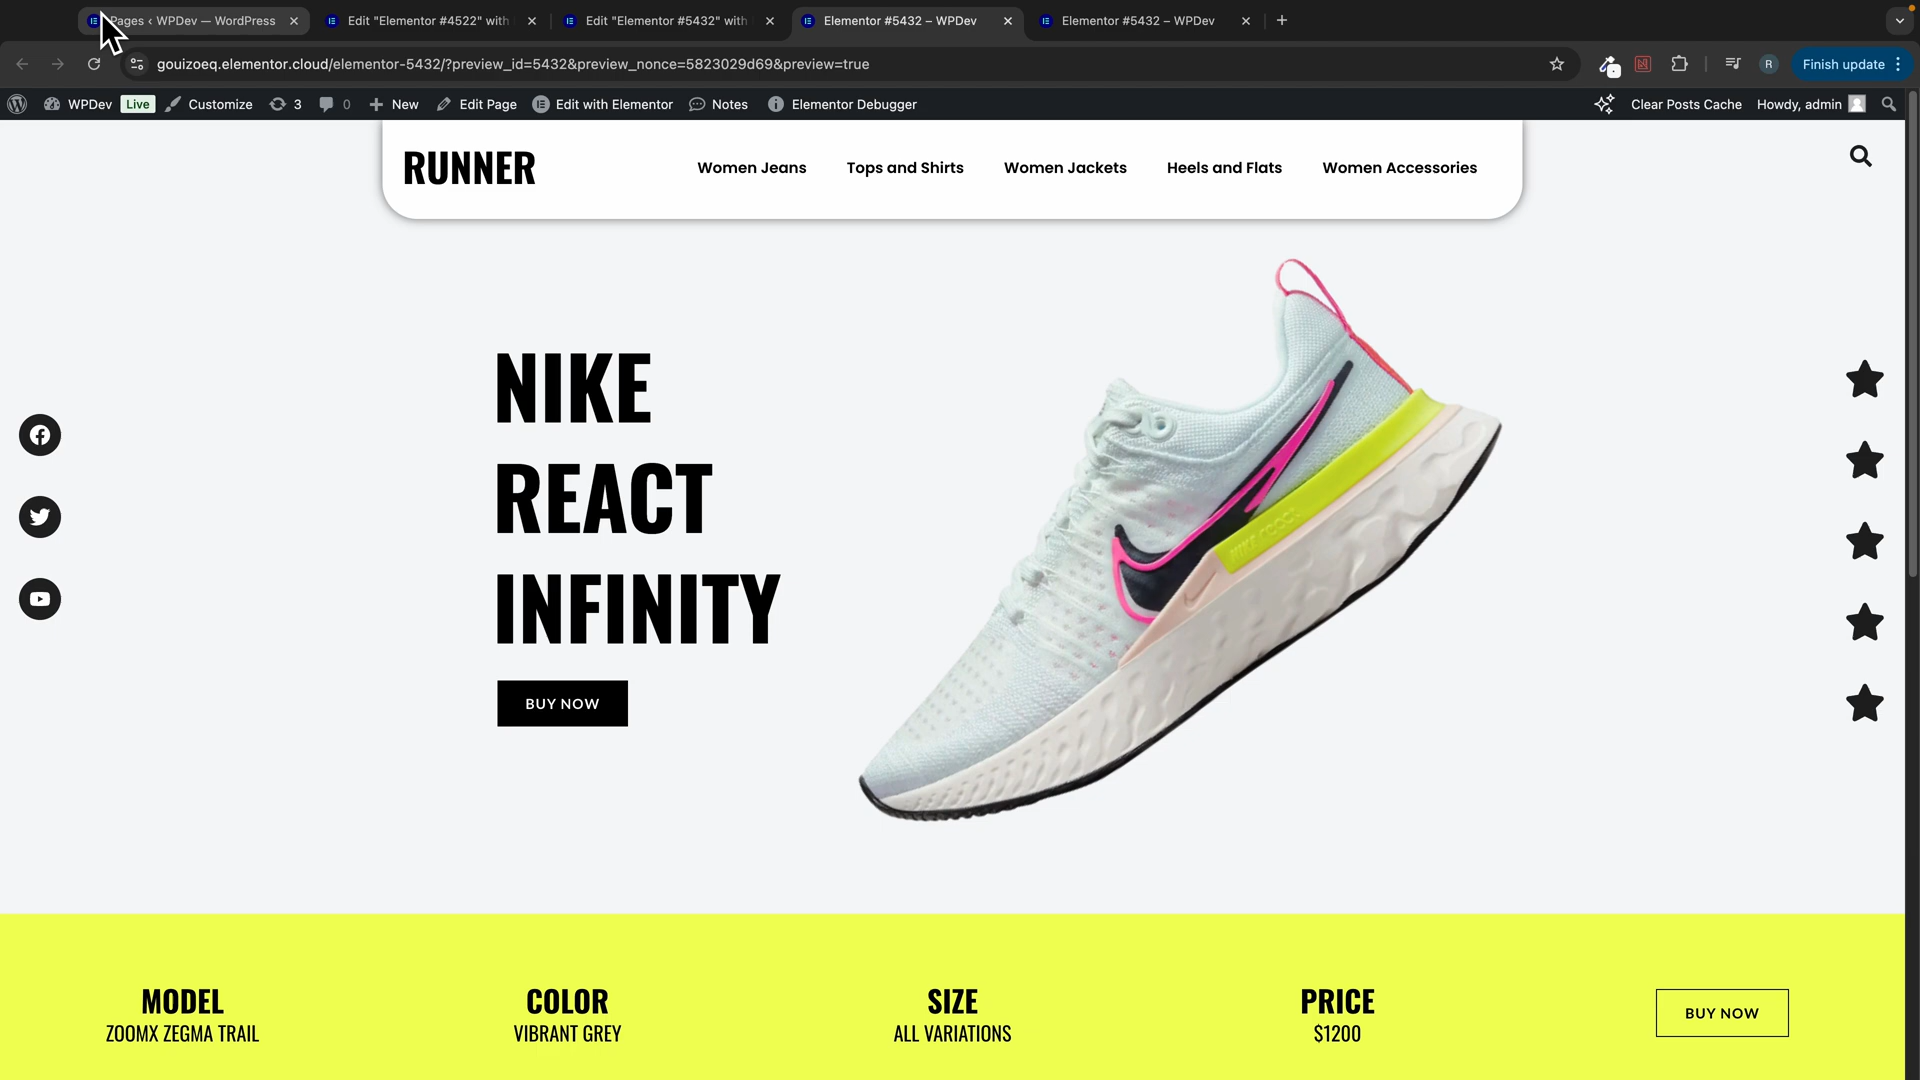 Pages ‹ WPDev — WordPress
Edit "Elementor #4522" with
Edit "Elementor #5432" with
Elementor #5432 – WPDev
Elementor #5432 – WPDev
gouizoeq.elementor.cloud/elementor-5432/?preview_id=5432&preview_nonce=5823029d69&preview=true
R
Finish update
WPDev
Live
Customize
3
0
New
Edit Page
Edit with Elementor
Notes
Elementor Debugger
Clear Posts Cache
Howdy, admin
RUNNER
Women Jeans
Tops and Shirts
Women Jackets
Heels and Flats
Women Accessories
NIKE
REACT
INFINITY
BUY NOW
NIKE REACT
MODEL
ZOOMX ZEGMA TRAIL
COLOR
VIBRANT GREY
SIZE
ALL VARIATIONS
PRICE
$1200
BUY NOW